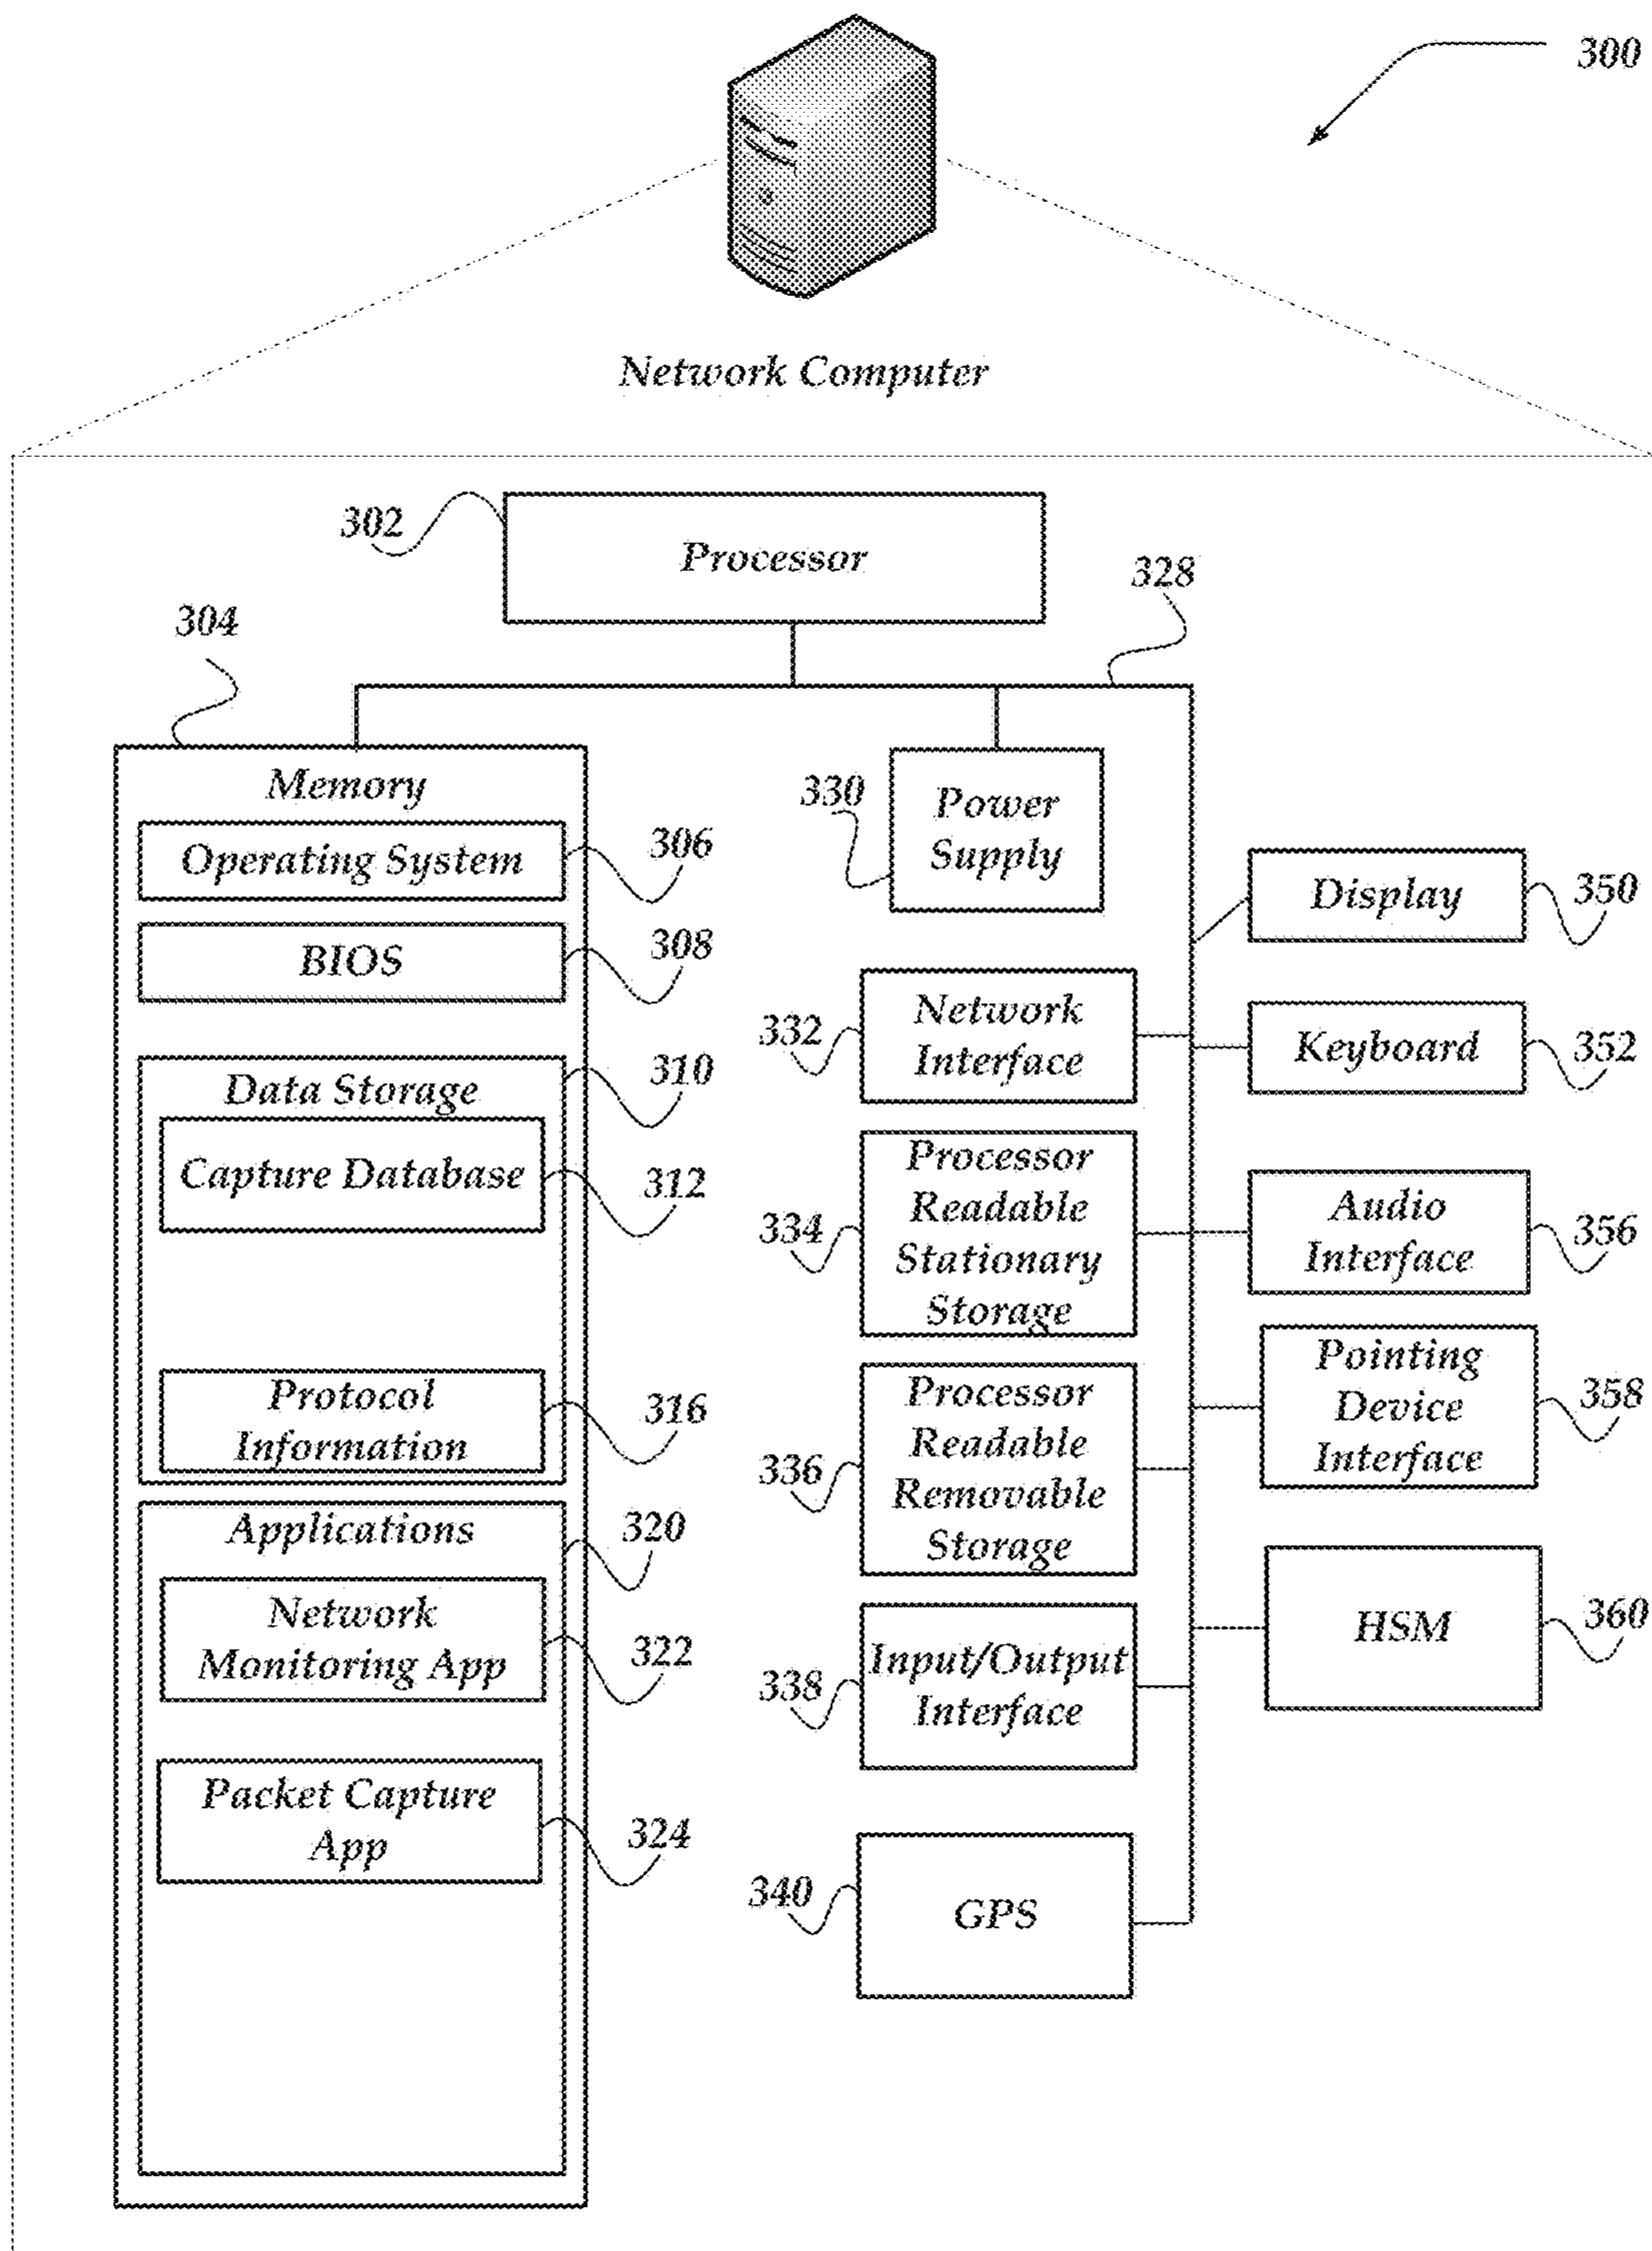 300
Network Computer
302
Processor
328
304
Memory
Operating System
306
BIOS
308
Data Storage
310
Capture Database
312
Protocol
Information
316
Applications
320
Network
Monitoring App
322
Packet Capture
App
324
330
Power
Supply
332
Network
Interface
334
Processor
Readable
Stationary
Storage
336
Processor
Readable
Removable
Storage
338
Input/Output
Interface
340
GPS
Display
350
Keyboard
352
Audio
Interface
356
Pointing
Device
Interface
358
HSM
360